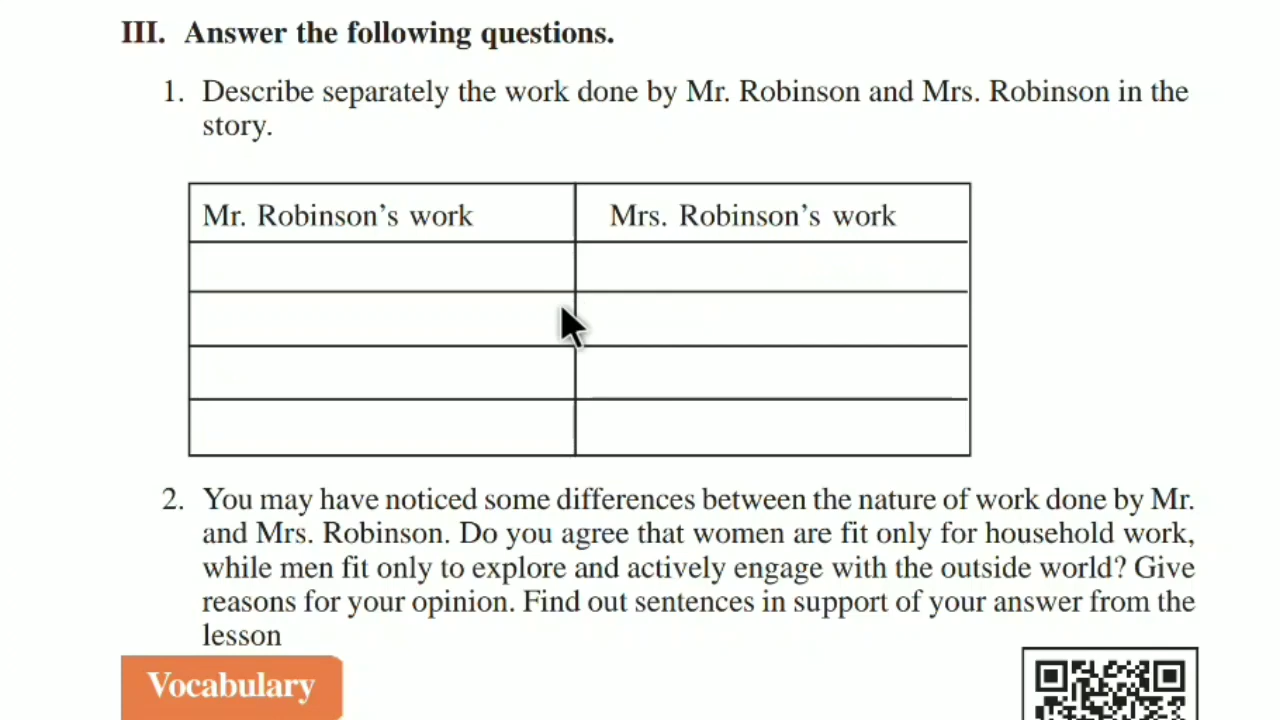 III. Answer the following questions.
1. Describe separately the work done by Mr. Robinson and Mrs. Robinson in the
story.
Mr. Robinson’s work
Mrs. Robinson’s work
2. You may have noticed some differences between the nature of work done by Mr.
and Mrs. Robinson. Do you agree that women are fit only for household work,
while men fit only to explore and actively engage with the outside world? Give
reasons for your opinion. Find out sentences in support of your answer from the
lesson
Vocabulary